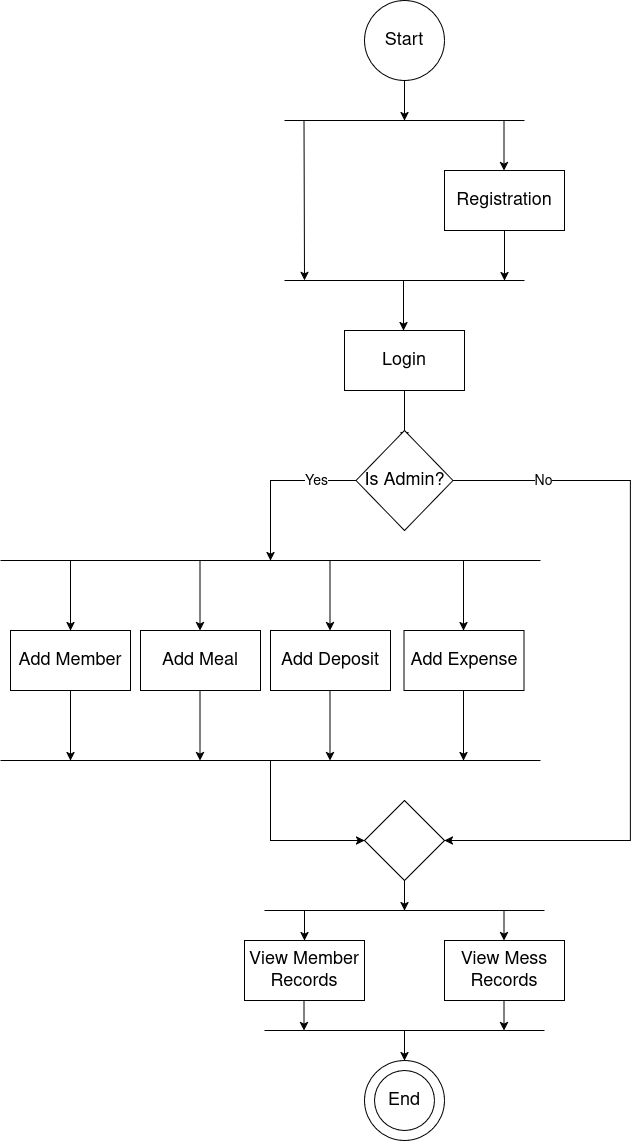 Start
Registration
Login
Is Admin?
Yes
No
Add Member
Add Meal
Add Deposit
Add Expense
View Member
Records
View Mess
Records
End